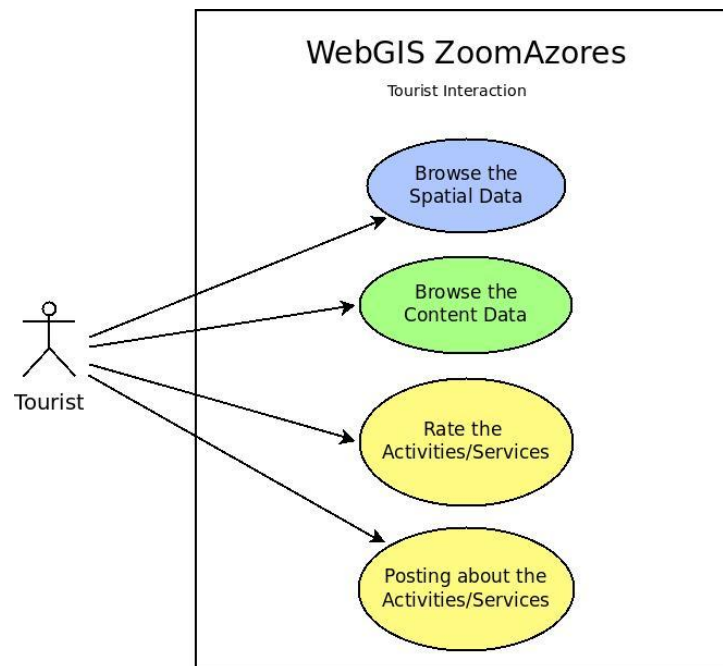 WebGIS ZoomAzores
Tourist Interaction
Browse the
Spatial Data
Browse the
Content Data
Tourist
Rate the
Activities/Services
Posting about the
Activities/Services